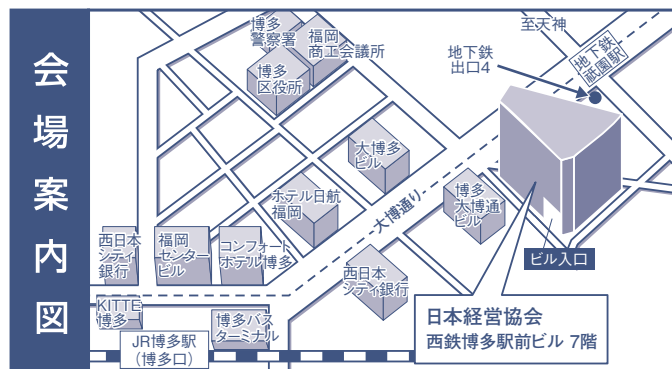 会場案内図
博多
警察署
福岡
商工会議所
博多
区役所
至天神
地下鉄
出口4
地下鉄
祇園駅
大博多
ビル
ホテル日航
福岡
大博通り
博多
大博通
ビル
西日本
シティ
銀行
福岡
センター
ビル
コンフォート
ホテル博多
西日本
シティ銀行
ビル入口
KITTE
博多
博多バス
ターミナル
JR博多駅
（博多口）
日本経営協会
西鉄博多駅前ビル 7階